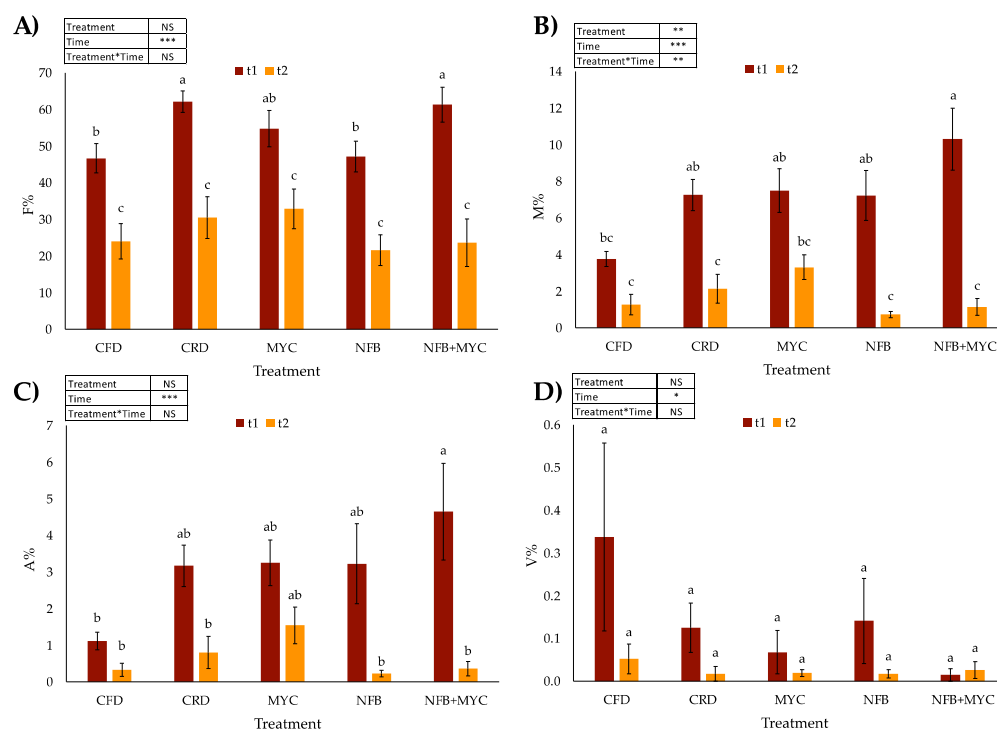 A)
Treatment NS
Time ***
Treatment*Time NS
t1 t2
70
60
50
40
30
20
10
0
F%
b c a c ab c b c a c
CFD CRD MYC NFB NFB+MYC
Treatment
B)
Treatment **
Time ***
Treatment*Time **
t1 t2
14
12
10
8
6
4
2
0
M%
bc c ab c ab bc ab c a c
CFD CRD MYC NFB NFB+MYC
Treatment
C)
Treatment NS
Time ***
Treatment*Time NS
t1 t2
7
6
5
4
3
2
1
0
A%
b b ab b ab ab ab b a b
CFD CRD MYC NFB NFB+MYC
Treatment
D)
Treatment NS
Time *
Treatment*Time NS
t1 t2
0.6
0.5
0.4
0.3
0.2
0.1
0.0
V%
a a a a a a a a a a
CFD CRD MYC NFB NFB+MYC
Treatment